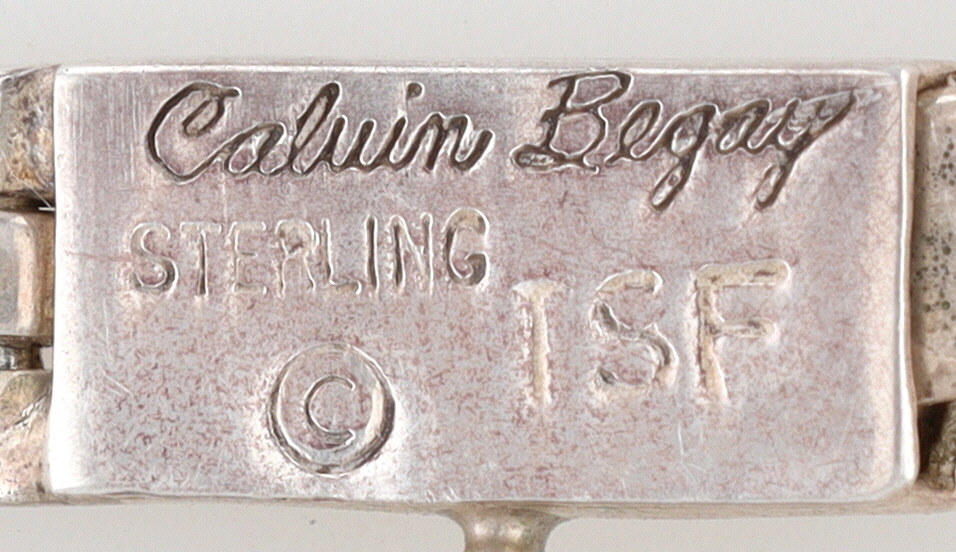 Calvin Begay
STERLING
© TSF